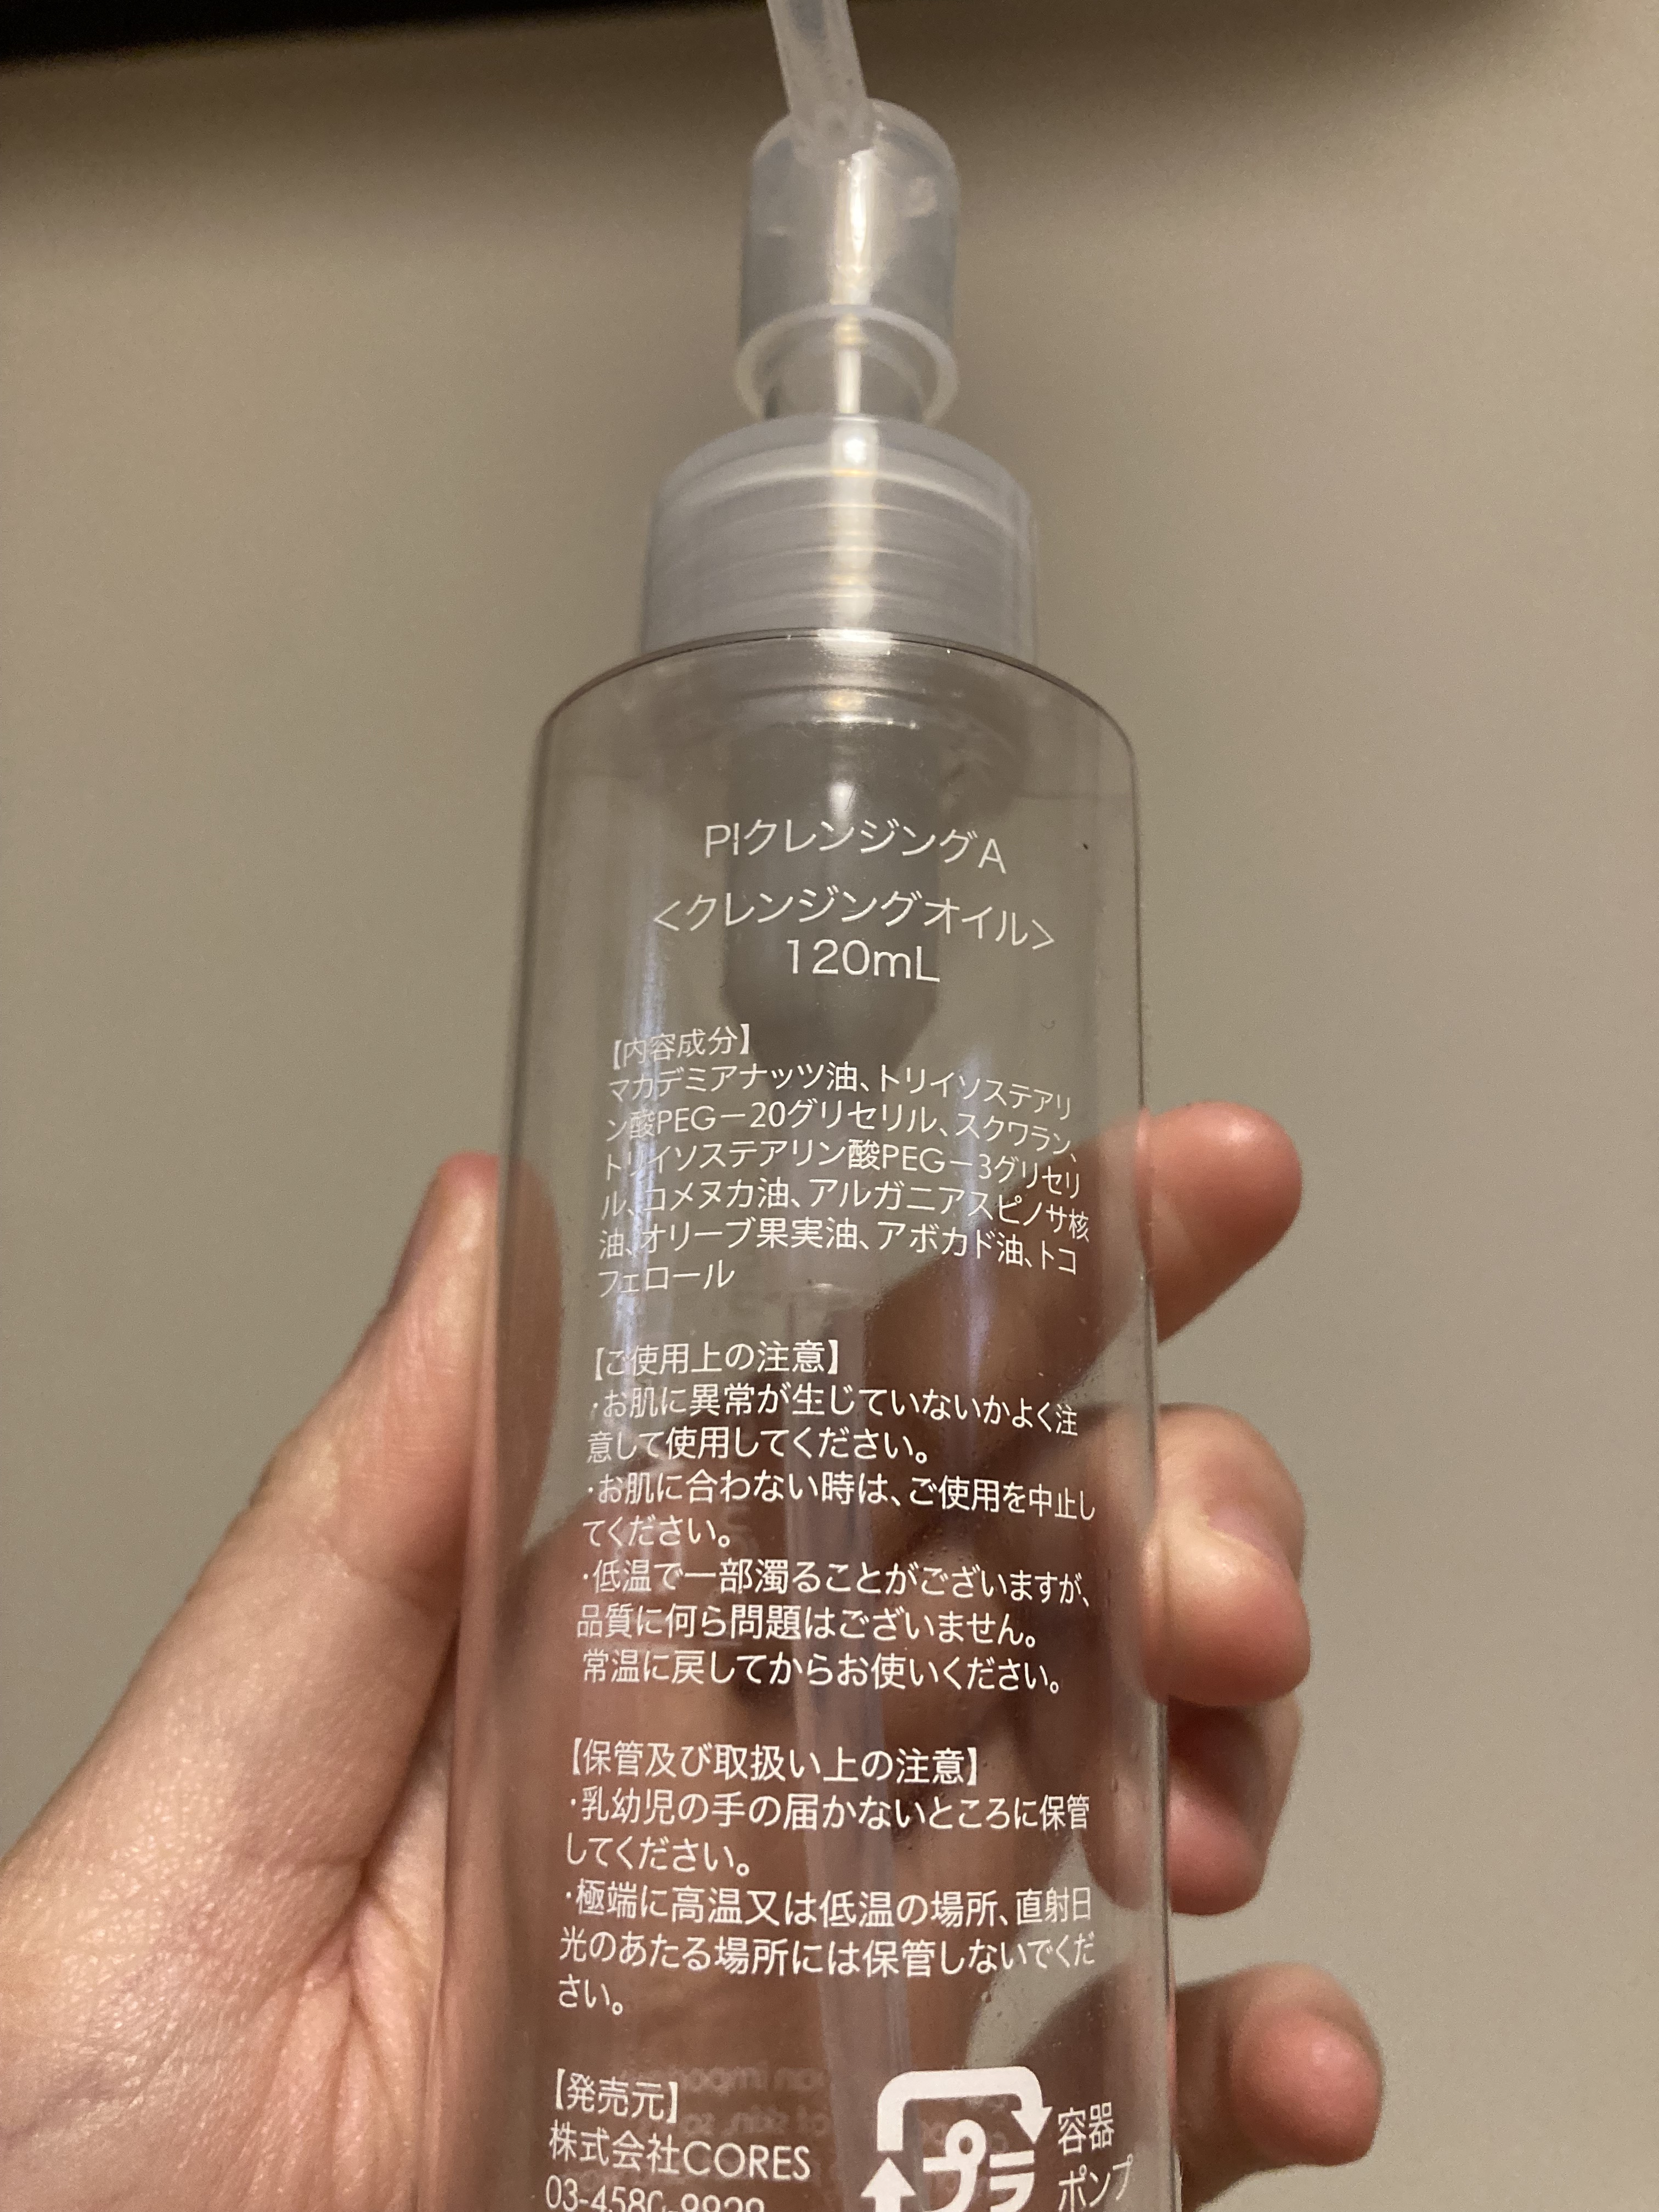 PIクレンジングA
<クレンジングオイル>
120mL
【内容成分】
マカデミアナッツ油、トリイソステアリ
ン酸PEG－20グリセリル、スクワラン、
トリイソステアリン酸PEG－3グリセリ
ル、コメヌカ油、アルガニアスピノサ核
油、オリーブ果実油、アボカド油、トコ
フェロール
【ご使用上の注意】
・お肌に異常が生じていないかよく注
意して使用してください。
・お肌に合わない時は、ご使用を中止し
てください。
・低温で一部濁ることがございますが、
品質に何ら問題はございません。
常温に戻してからお使いください。
【保管及び取扱い上の注意】
・乳幼児の手の届かないところに保管
してください。
・極端に高温又は低温の場所、直射日
光のあたる場所には保管しないでくだ
さい。
【発売元】
株式会社CORES
プラ
容器
ポンプ